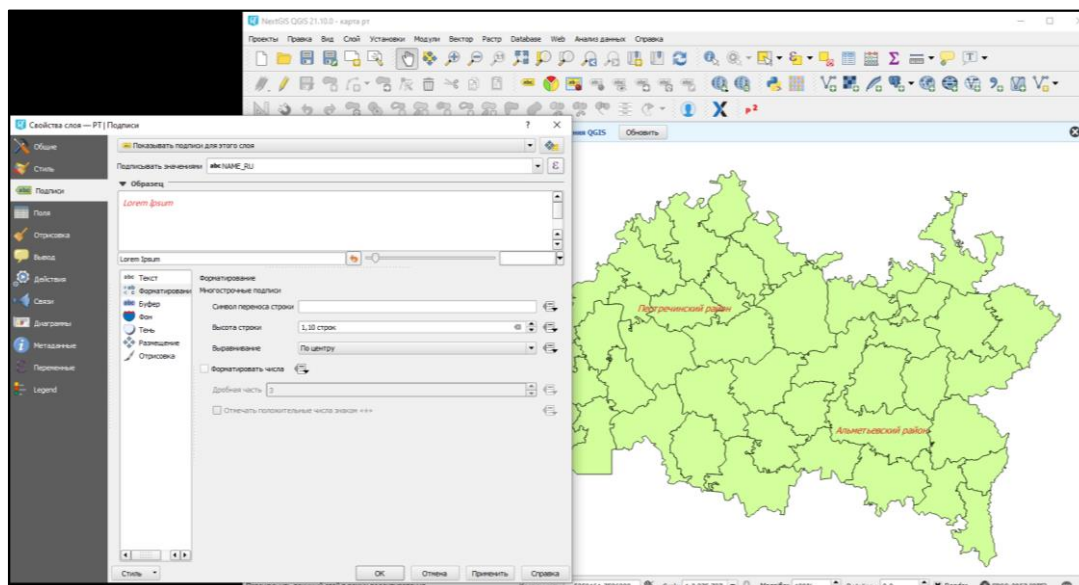 NextGIS QGIS 21.10.0 - карта рт
Проекты Правка Вид Слой Установки Модули Вектор Растр Database Web Анализ данных Справка
QGIS Обновить
Свойства слоя — РТ | Подписи
Общие
Стиль
Подписи
Поля
Отрисовка
Вывод
Действия
Связи
Диаграммы
Метаданные
Переменные
Legend
Показывать подписи для этого слоя
Подписывать значениями abc NAME_RU
Образец
Lorem Ipsum
Lorem Ipsum
Текст
Форматировани
Буфер
Фон
Тень
Размещение
Отрисовка
Форматирование
Многострочные подписи
Символ переноса строки
Высота строки 1,10 строк
Выравнивание По центру
Форматировать числа
Дробная часть 3
Отмечать положительные числа знаком «+»
Стиль ОК Отмена Применить Справка
Пестречинский район
Альметьевский район